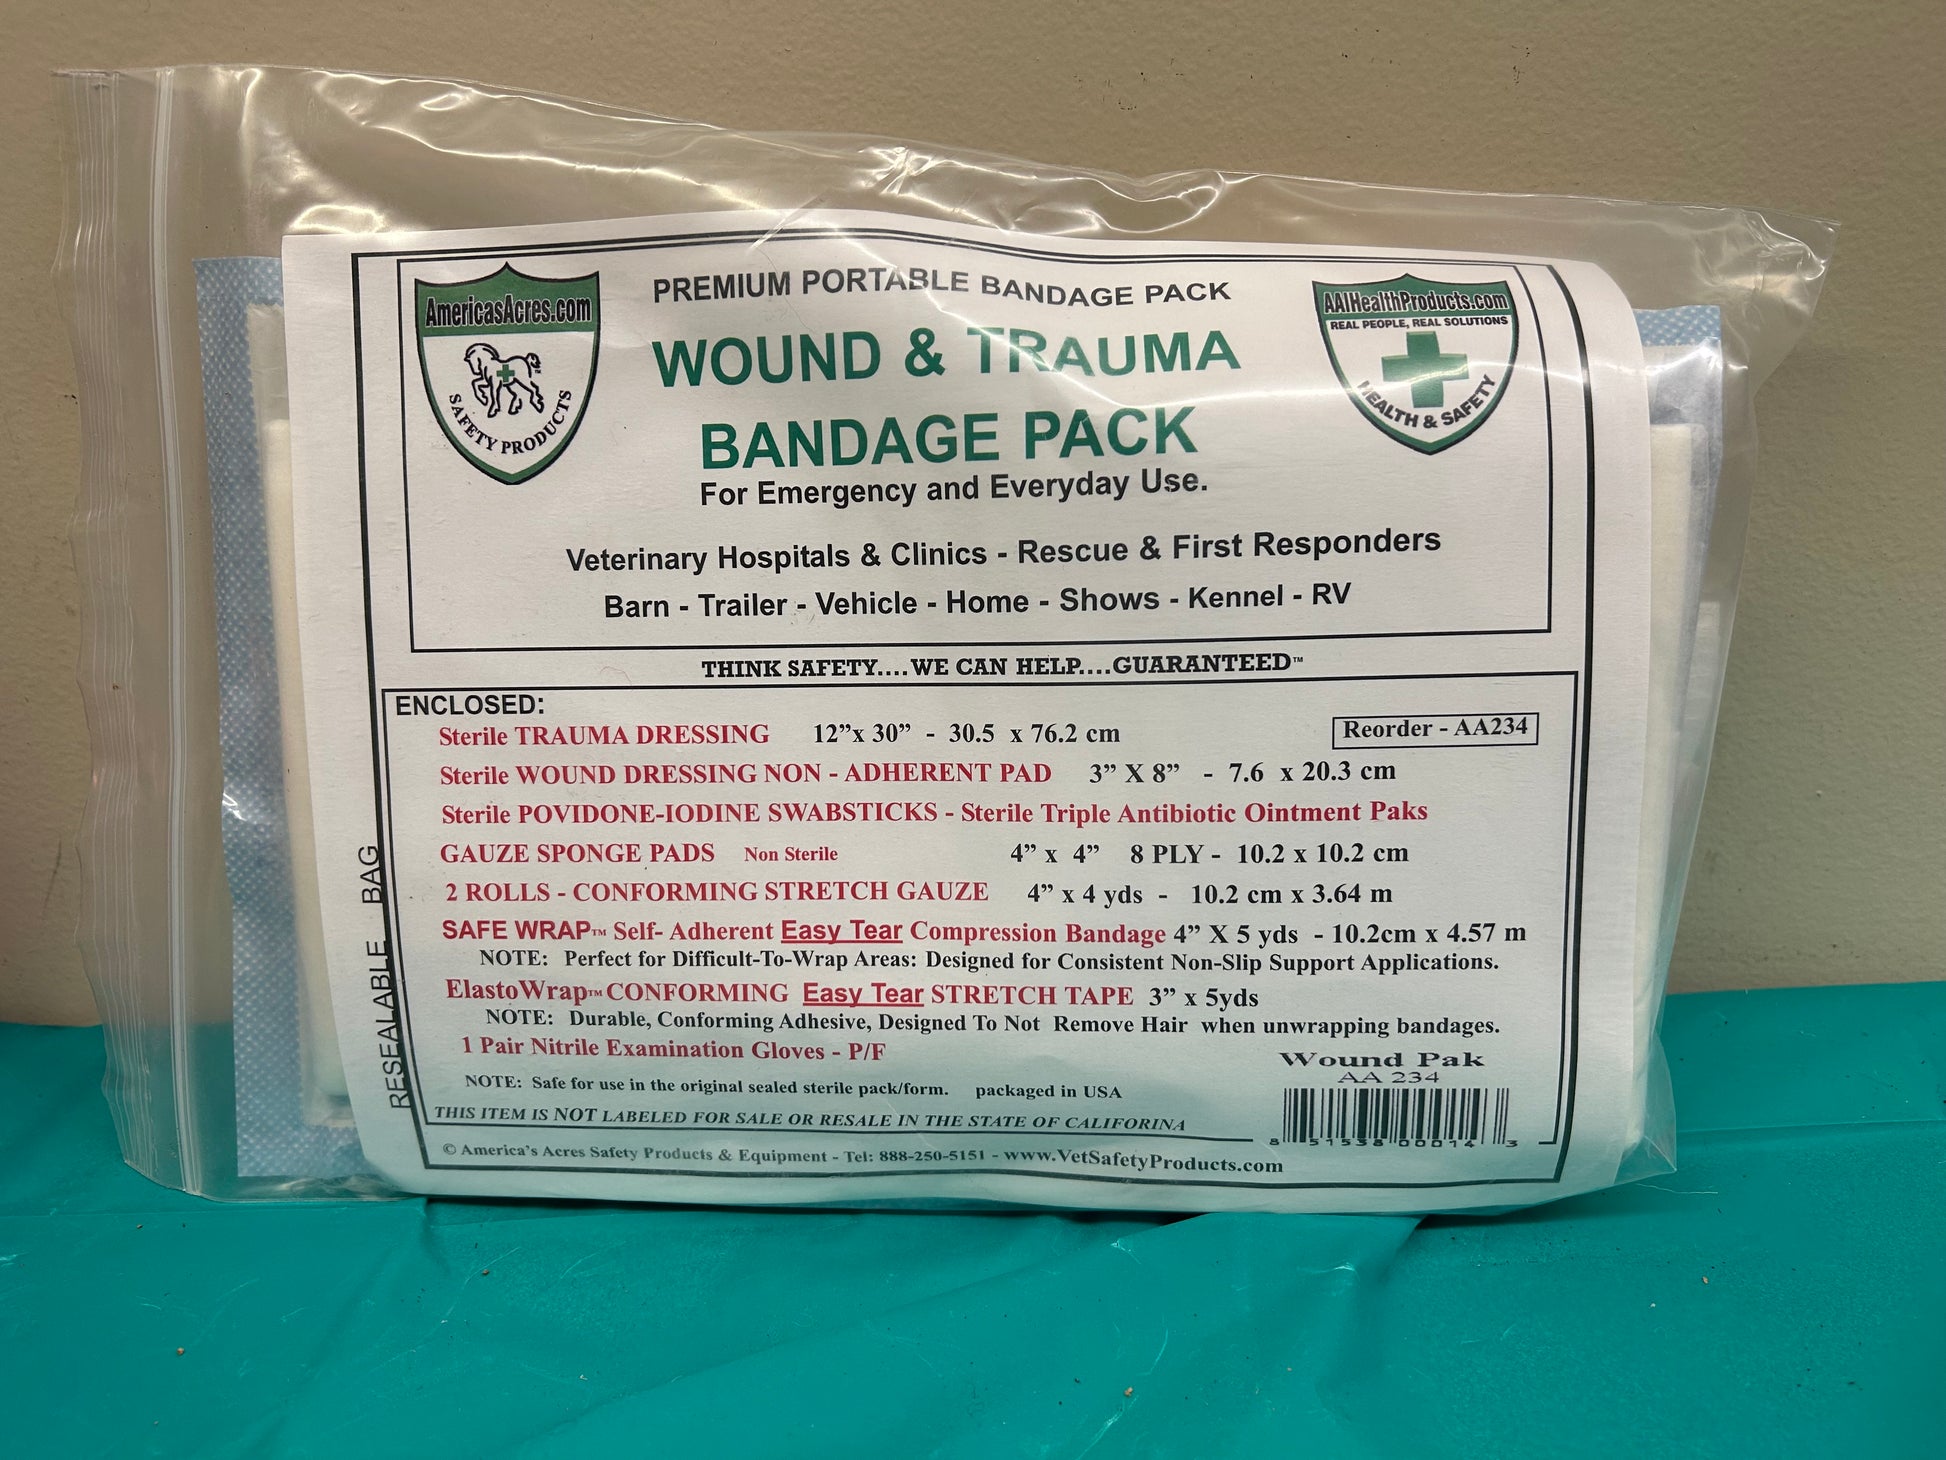 AmericasAcres.com
SAFETY PRODUCTS
PREMIUM PORTABLE BANDAGE PACK
WOUND & TRAUMA
BANDAGE PACK
For Emergency and Everyday Use.
AAIHealthProducts.com
REAL PEOPLE, REAL SOLUTIONS
HEALTH & SAFETY
Veterinary Hospitals & Clinics - Rescue & First Responders
Barn - Trailer - Vehicle - Home - Shows - Kennel - RV
THINK SAFETY....WE CAN HELP....GUARANTEED™
ENCLOSED:
Sterile TRAUMA DRESSING 12”x 30” - 30.5 x 76.2 cm
Reorder - AA234
Sterile WOUND DRESSING NON - ADHERENT PAD 3” X 8” - 7.6 x 20.3 cm
Sterile POVIDONE-IODINE SWABSTICKS - Sterile Triple Antibiotic Ointment Paks
GAUZE SPONGE PADS Non Sterile 4” x 4” 8 PLY - 10.2 x 10.2 cm
2 ROLLS - CONFORMING STRETCH GAUZE 4” x 4 yds - 10.2 cm x 3.64 m
SAFE WRAP™ Self- Adherent Easy Tear Compression Bandage 4” X 5 yds - 10.2cm x 4.57 m
NOTE: Perfect for Difficult-To-Wrap Areas: Designed for Consistent Non-Slip Support Applications.
ElastoWrap™ CONFORMING Easy Tear STRETCH TAPE 3” x 5yds
NOTE: Durable, Conforming Adhesive, Designed To Not Remove Hair when unwrapping bandages.
1 Pair Nitrile Examination Gloves - P/F
NOTE: Safe for use in the original sealed sterile pack/form. packaged in USA
THIS ITEM IS NOT LABELED FOR SALE OR RESALE IN THE STATE OF CALIFORINA
© America's Acres Safety Products & Equipment - Tel: 888-250-5151 - www.VetSafetyProducts.com
Wound Pak
AA 234
8 51538 00014 3
RESEALABLE BAG